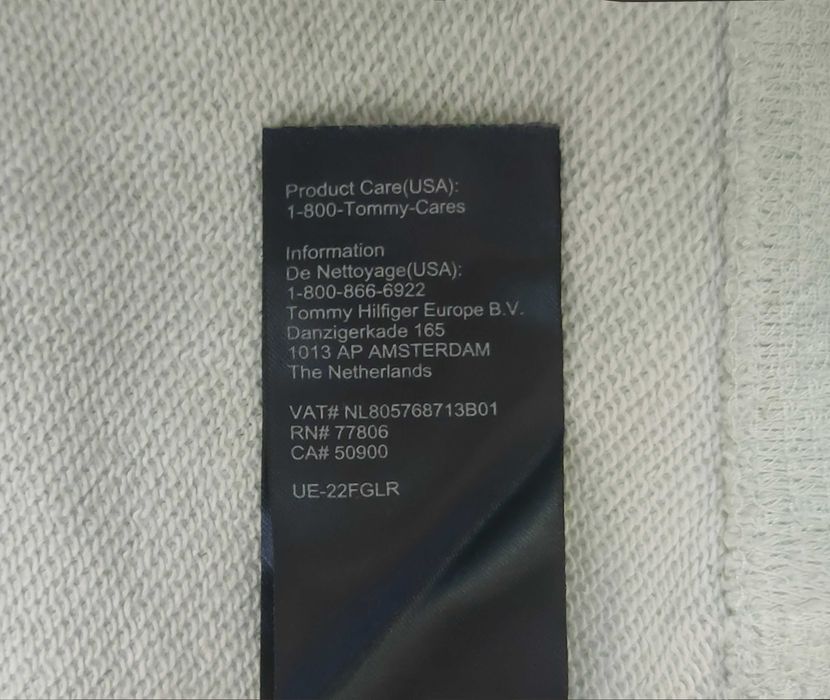 Product Care(USA):
1-800-Tommy-Cares
Information
De Nettoyage(USA):
1-800-866-6922
Tommy Hilfiger Europe B.V.
Danzigerkade 165
1013 AP AMSTERDAM
The Netherlands
VAT# NL805768713B01
RN# 77806
CA# 50900
UE-22FGLR